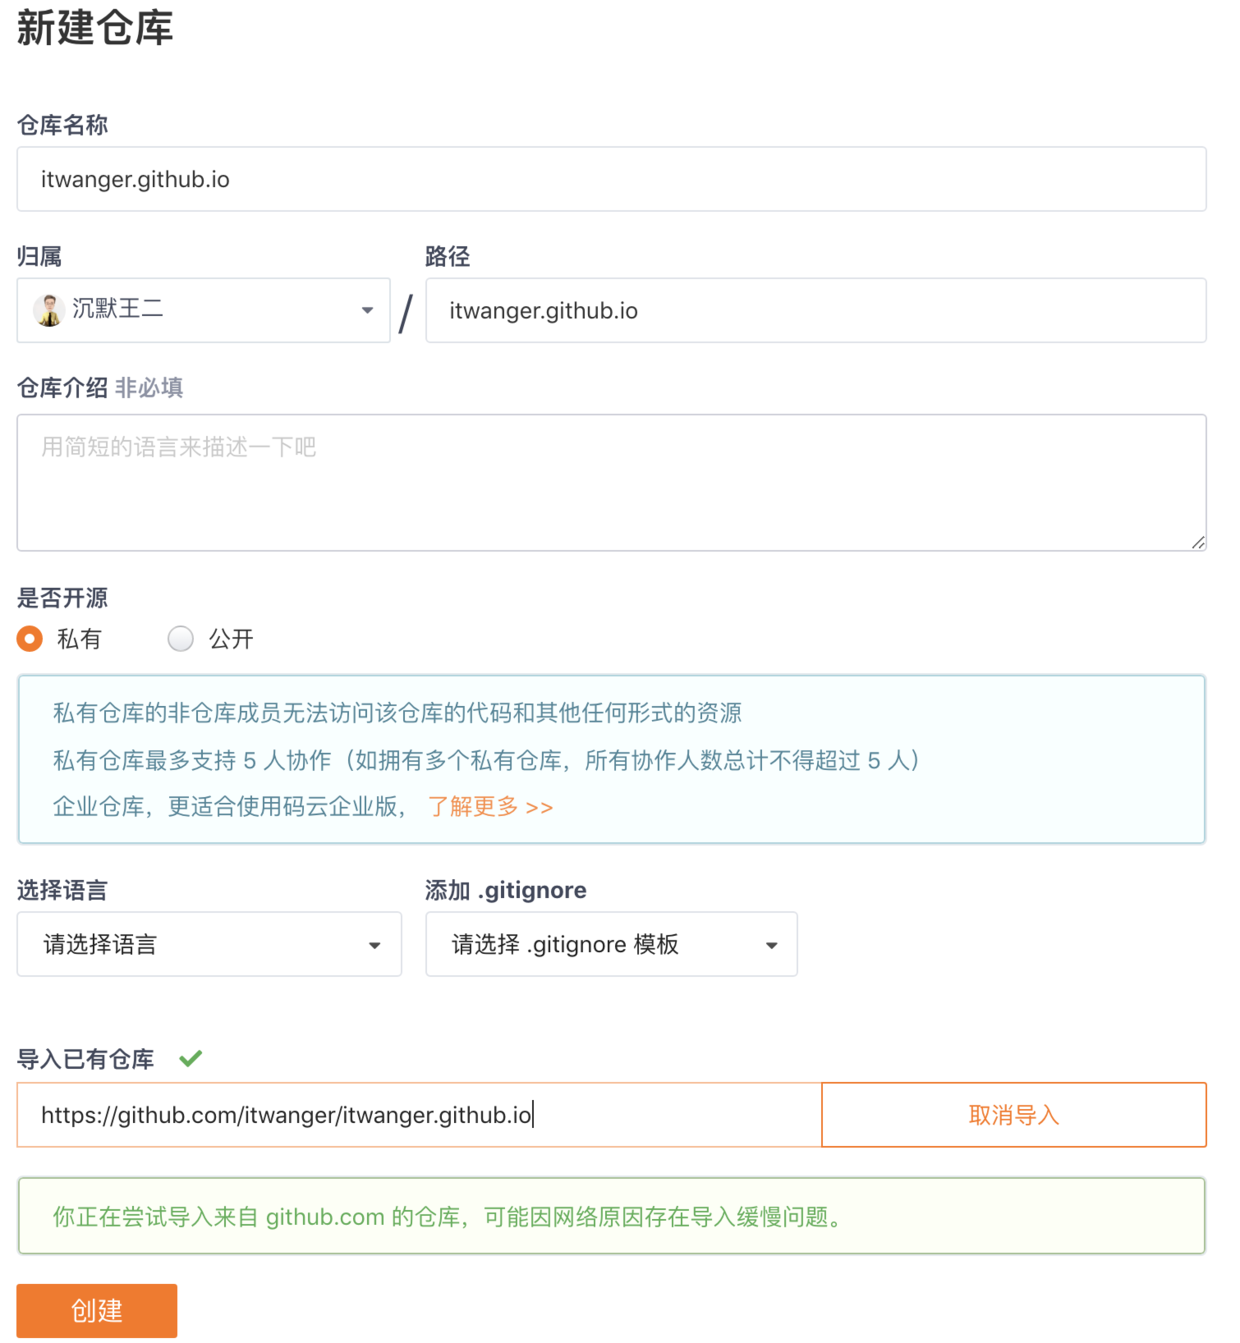 新建仓库
仓库名称
itwanger.github.io
归属
路径
沉默王二
/
itwanger.github.io
仓库介绍 非必填
用简短的语言来描述一下吧
是否开源
私有
公开
私有仓库的非仓库成员无法访问该仓库的代码和其他任何形式的资源
私有仓库最多支持 5 人协作（如拥有多个私有仓库，所有协作人数总计不得超过 5 人）
企业仓库，更适合使用码云企业版， 了解更多 >>
选择语言
添加 .gitignore
请选择语言
请选择 .gitignore 模板
导入已有仓库
https://github.com/itwanger/itwanger.github.io
取消导入
你正在尝试导入来自 github.com 的仓库，可能因网络原因存在导入缓慢问题。
创建